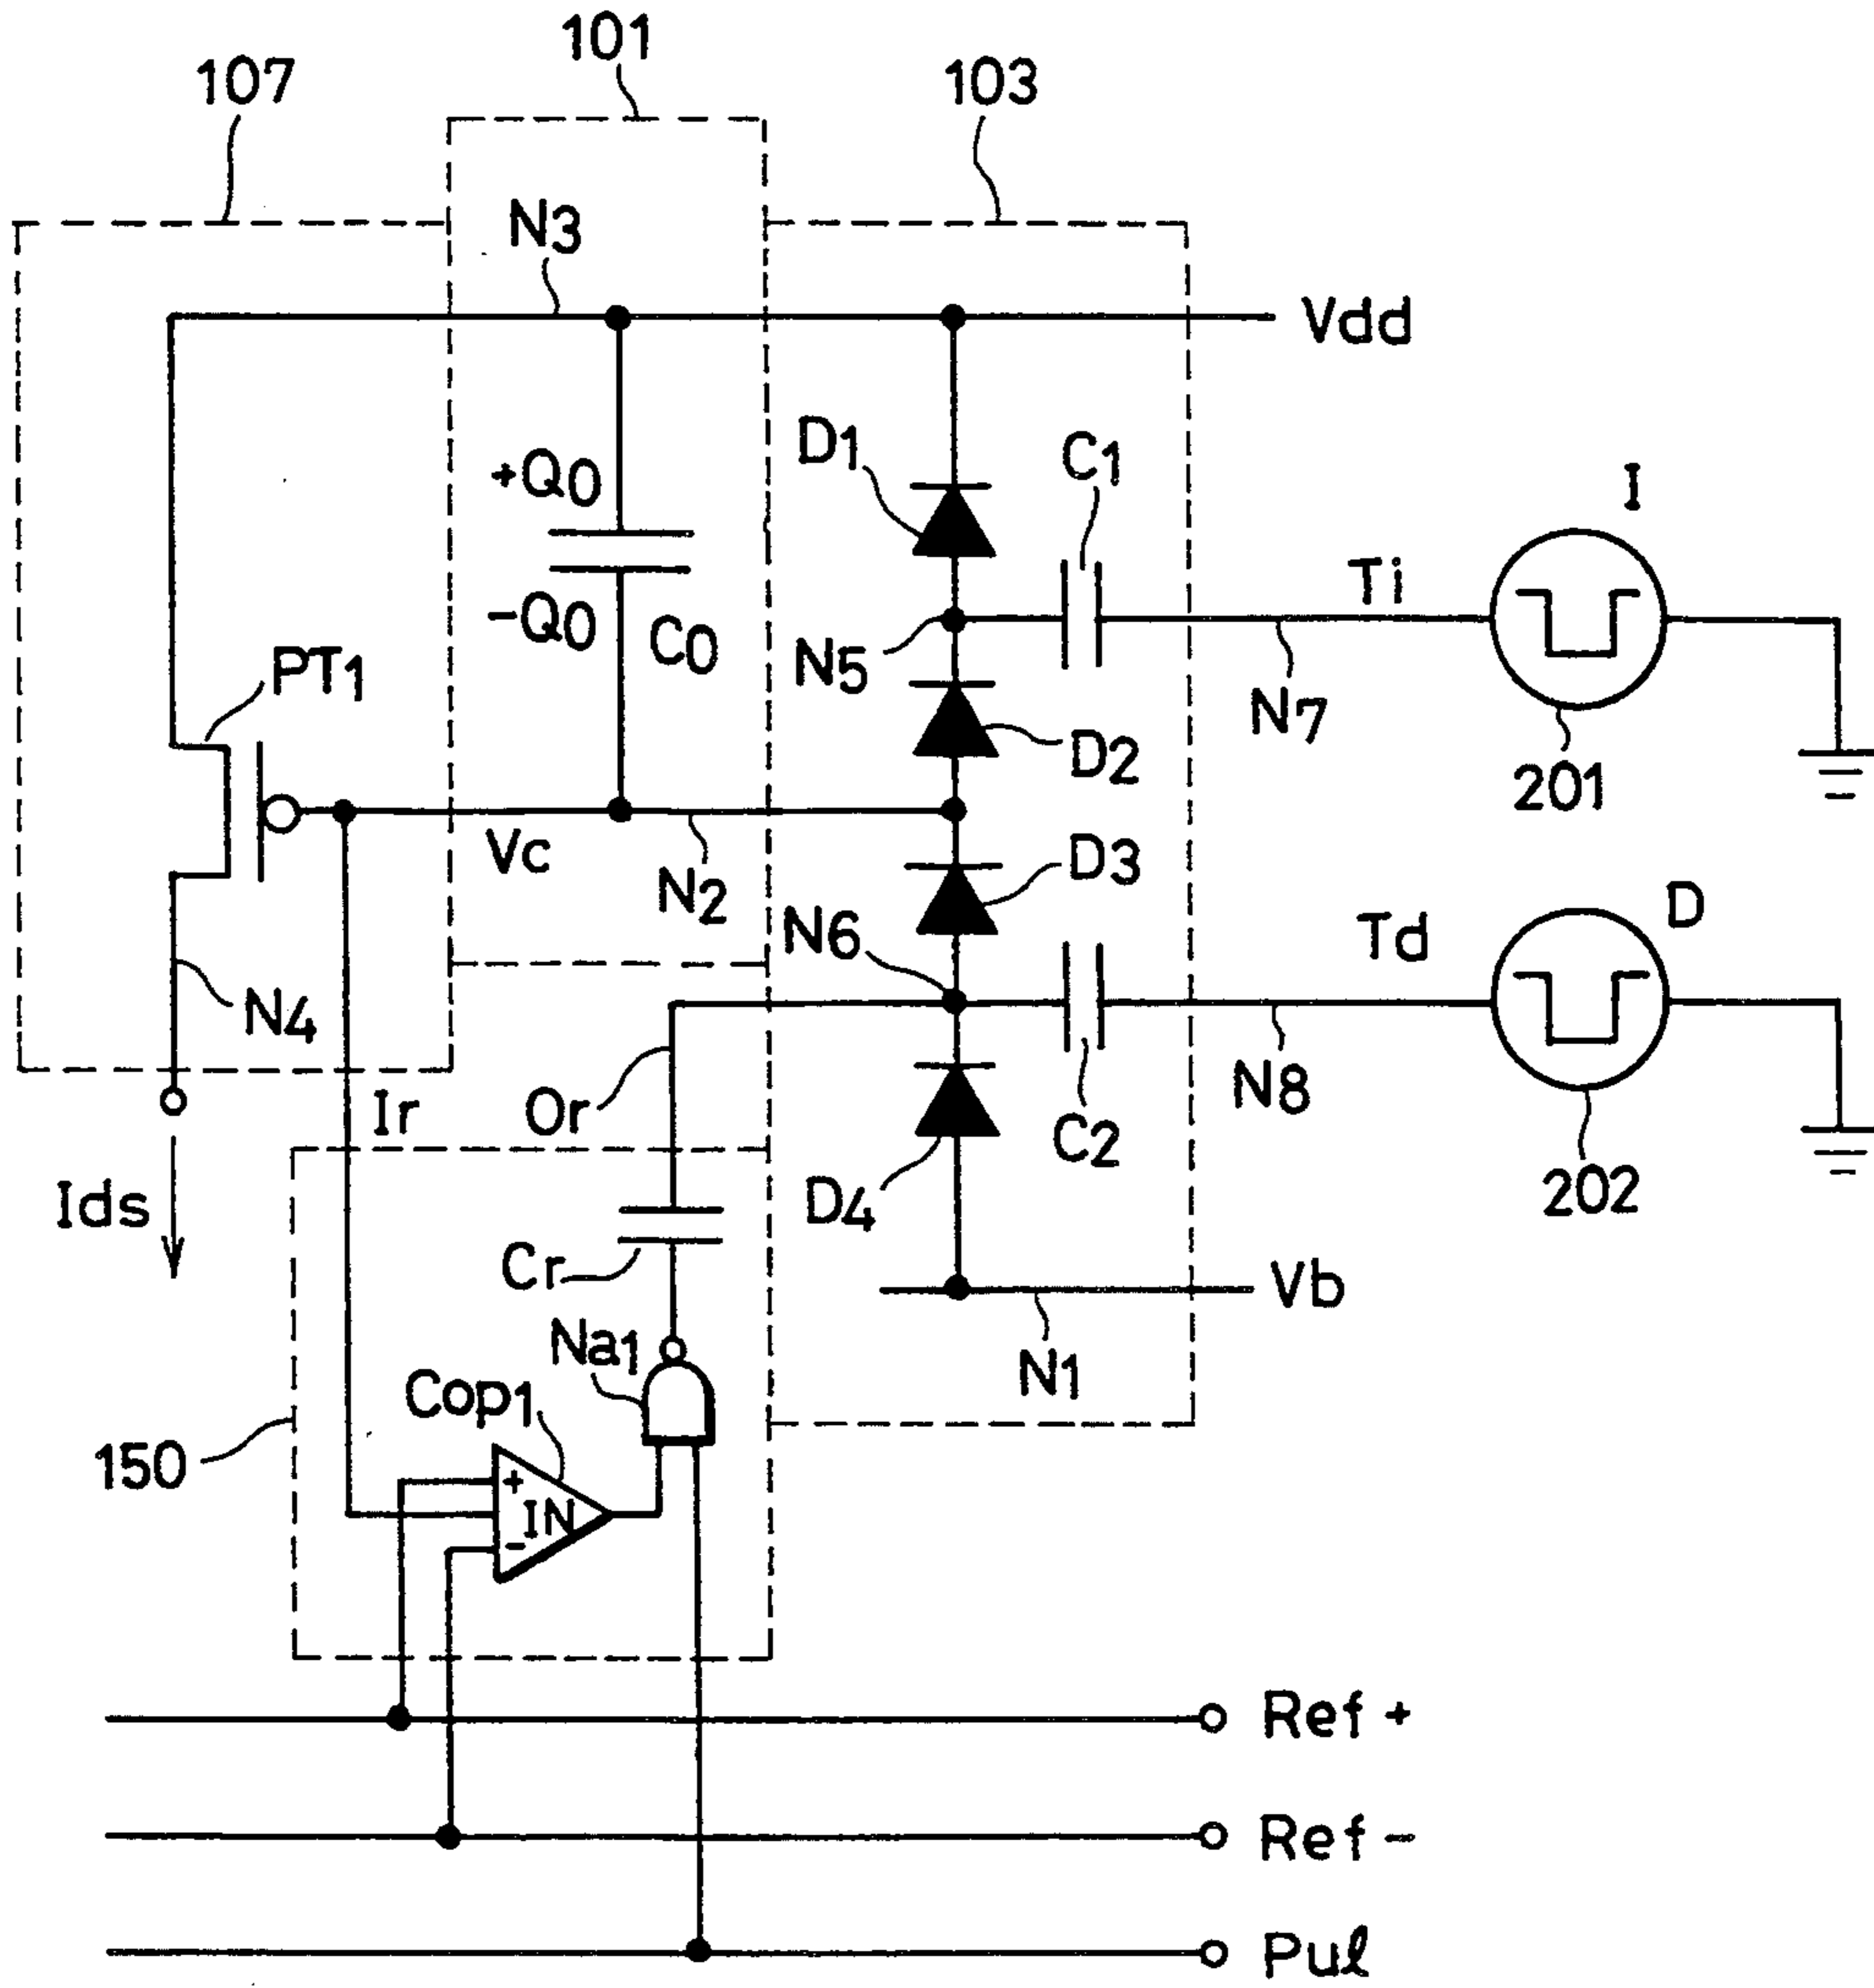 101
107
103
N3
Vdd
D1
C1
I
+Q0
-Q0
C0
N5
Ti
PT1
D2
N7
201
Vc
N2
D3
N6
Td
D
N4
Ir
Or
N8
C2
202
Ids
D4
Cr
Vb
Na1
N1
Cop1
150
+
IN
-
Ref +
Ref -
Pul